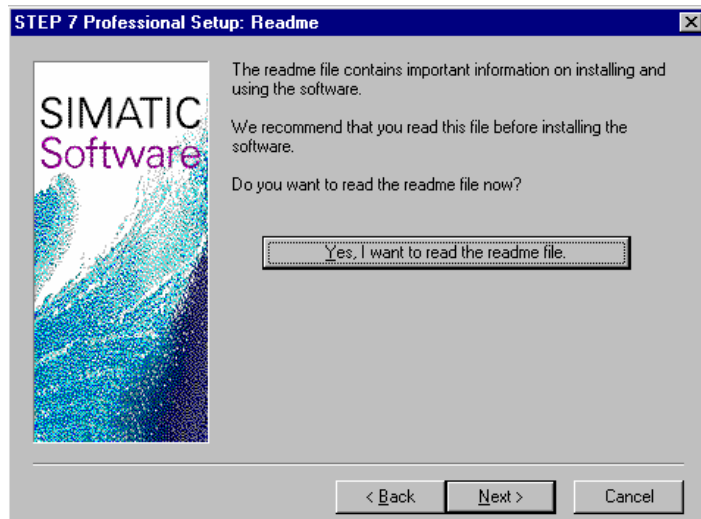 STEP 7 Professional Setup: Readme
SIMATIC
Software
The readme file contains important information on installing and
using the software.
We recommend that you read this file before installing the
software.
Do you want to read the readme file now?
Yes, I want to read the readme file.
< Back
Next >
Cancel